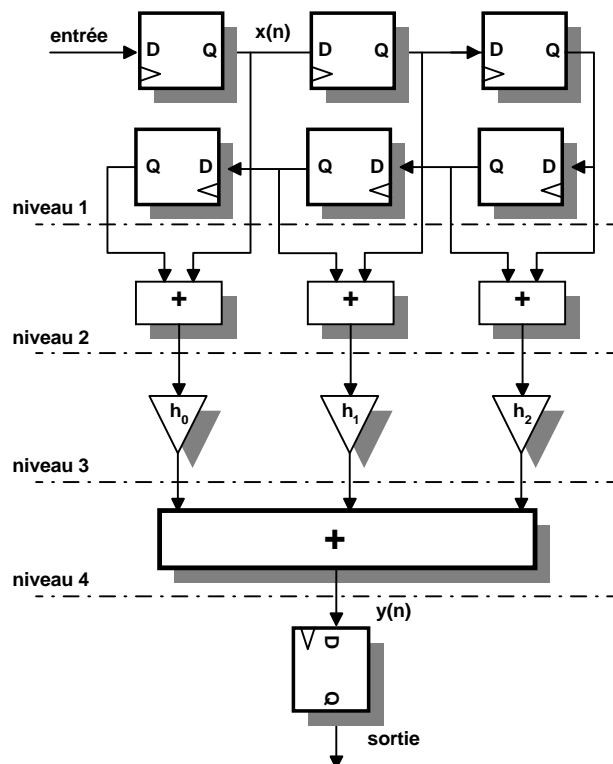 entrée D Q x(n) D Q D Q
Q D Q D Q D
niveau 1
+ + +
niveau 2
h0 h1 h2
niveau 3
+
niveau 4
y(n)
D
Q
sortie